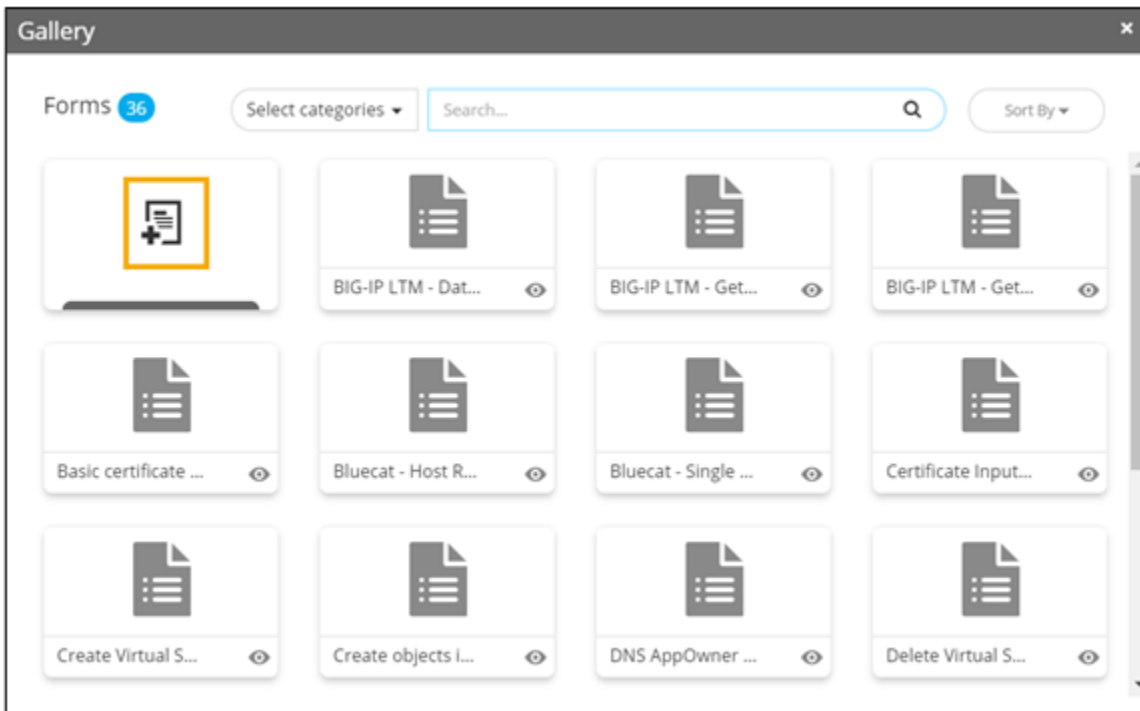 Gallery
Forms 36 Select categories Search... Sort By
BIG-IP LTM - Dat... BIG-IP LTM - Get... BIG-IP LTM - Get...
Basic certificate ... Bluecat - Host R... Bluecat - Single ... Certificate Input...
Create Virtual S... Create objects i... DNS AppOwner ... Delete Virtual S...